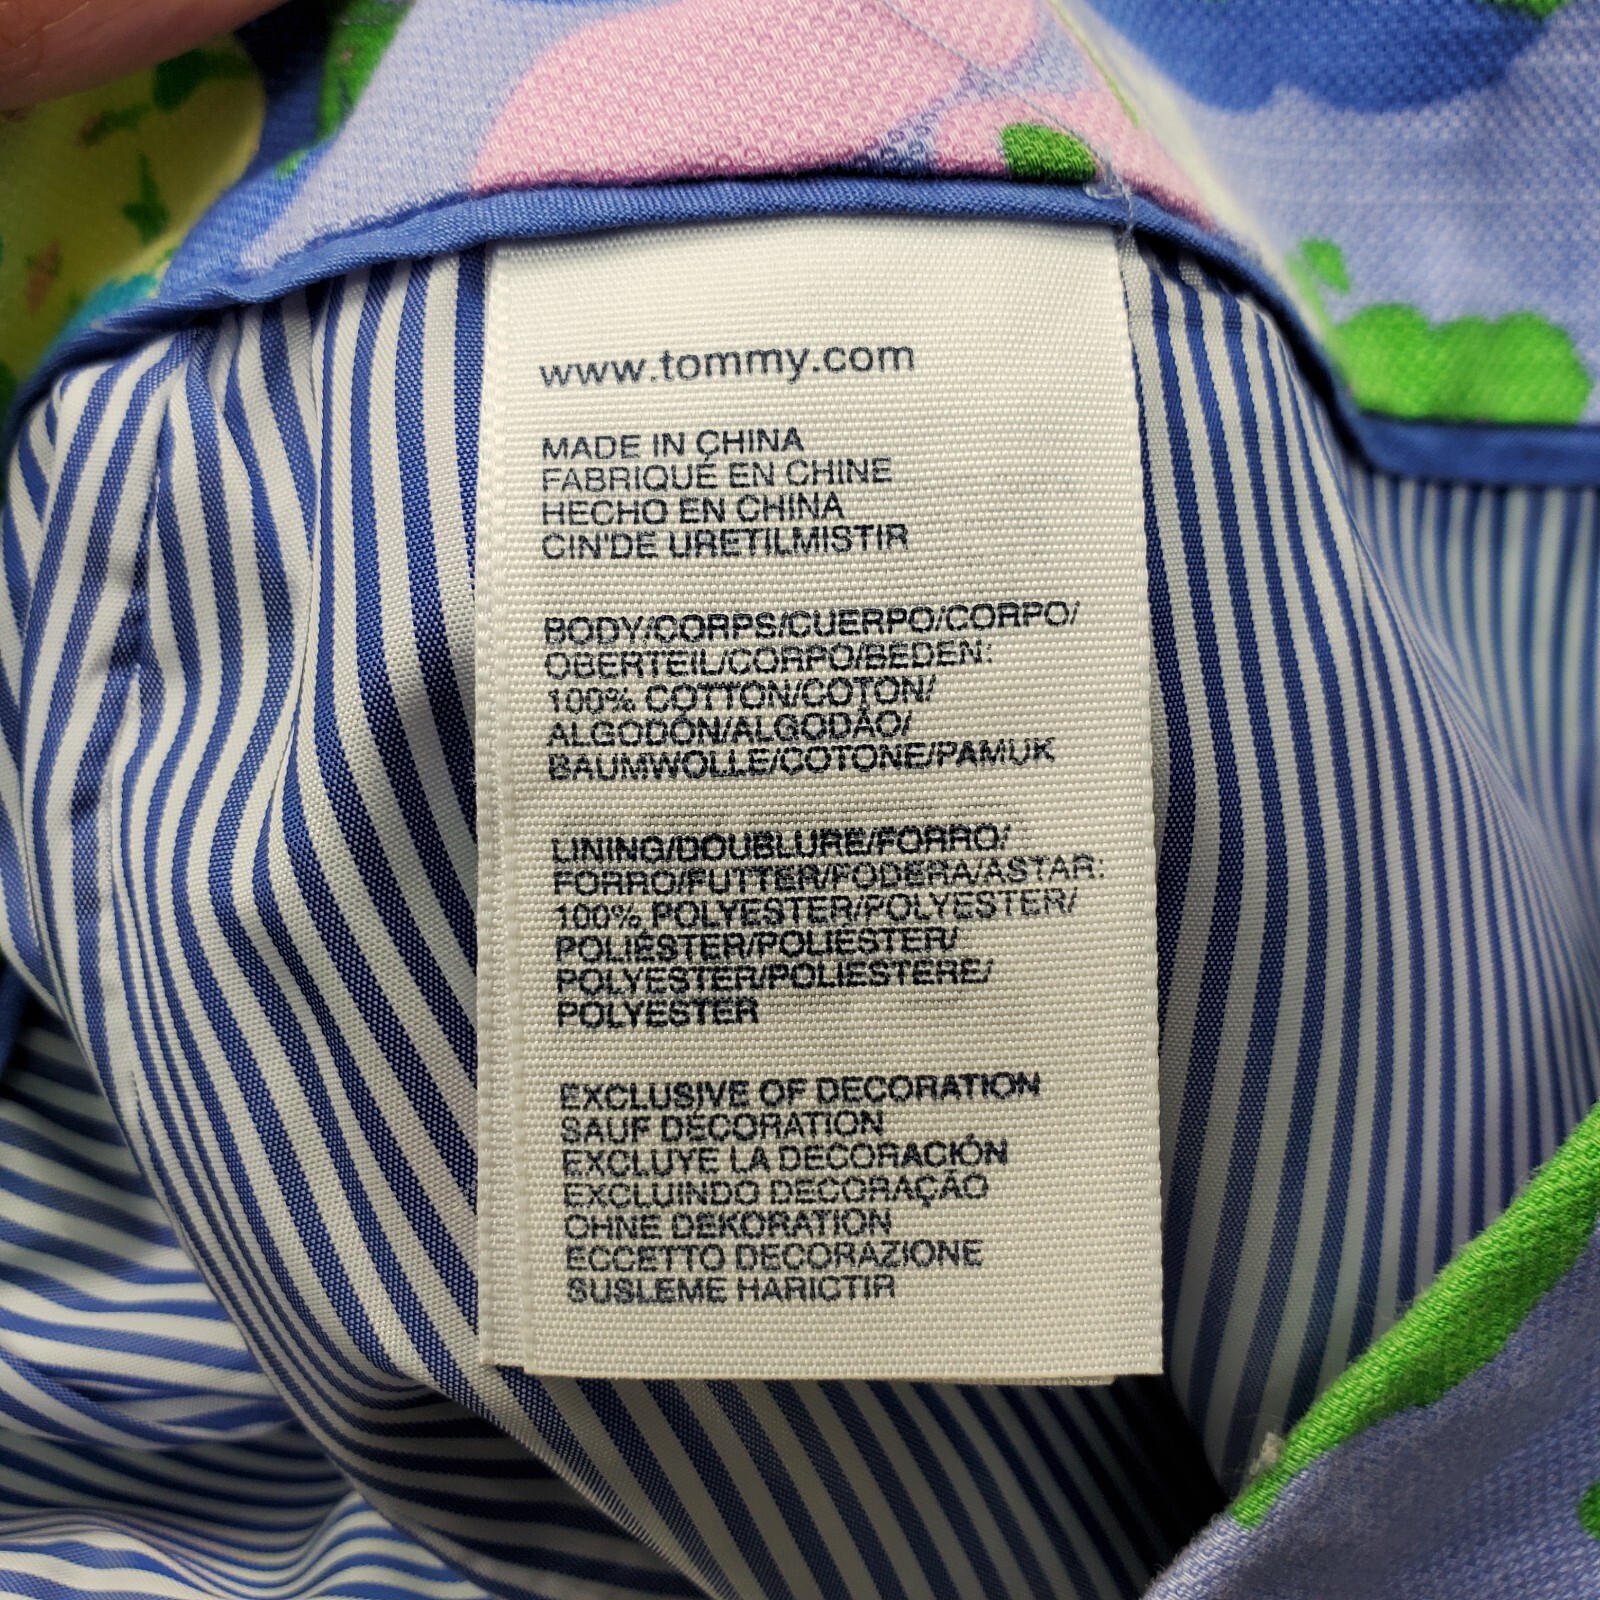 www.tommy.com
MADE IN CHINA
FABRIQUÉ EN CHINE
HECHO EN CHINA
CIN'DE URETILMISTIR
BODY/CORPS/CUERPO/CORPO/
OBERTEIL/CORPO/BEDEN:
100% COTTON/COTON/
ALGODÓN/ALGODÃO/
BAUMWOLLE/COTONE/PAMUK
LINING/DOUBLURE/FORRO/
FORRO/FUTTER/FODERA/ASTAR:
100% POLYESTER/POLYESTER/
POLIÉSTER/POLIESTER/
POLYESTER/POLIESTERE/
POLYESTER
EXCLUSIVE OF DECORATION
SAUF DÉCORATION
EXCLUYE LA DECORACIÓN
EXCLUINDO DECORAÇÃO
OHNE DEKORATION
ECCETTO DECORAZIONE
SUSLEME HARICTIR